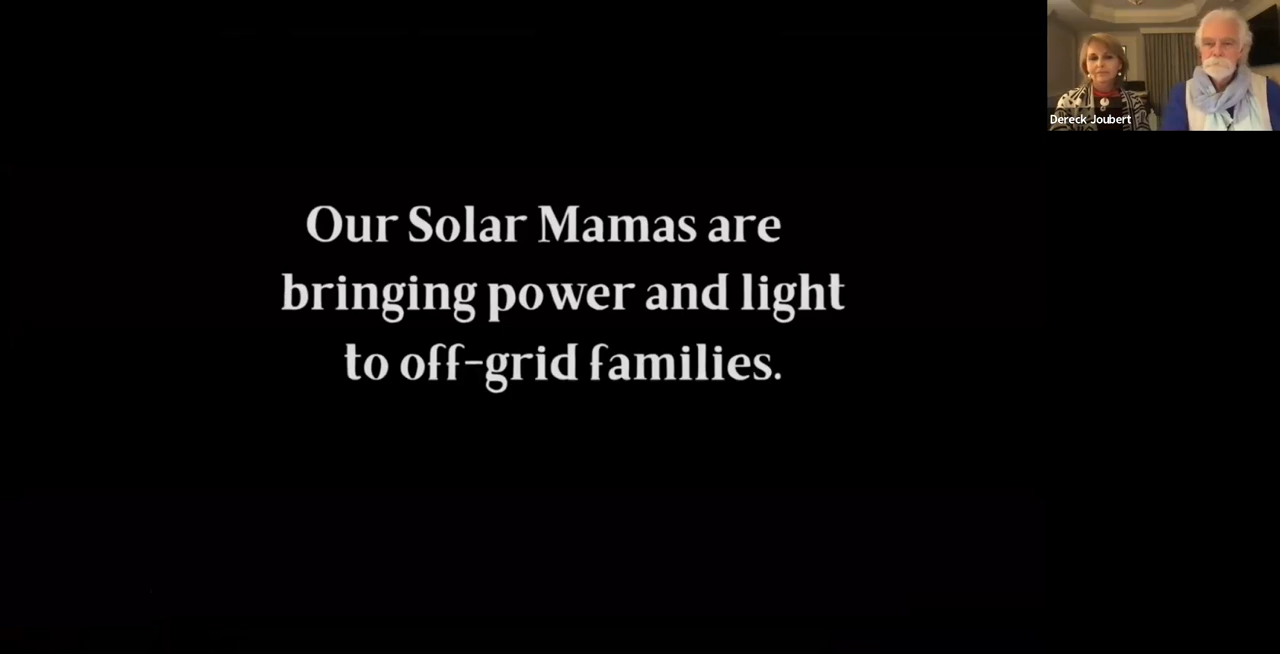 Dereck Joubert
Our Solar Mamas are
bringing power and light
to off-grid families.